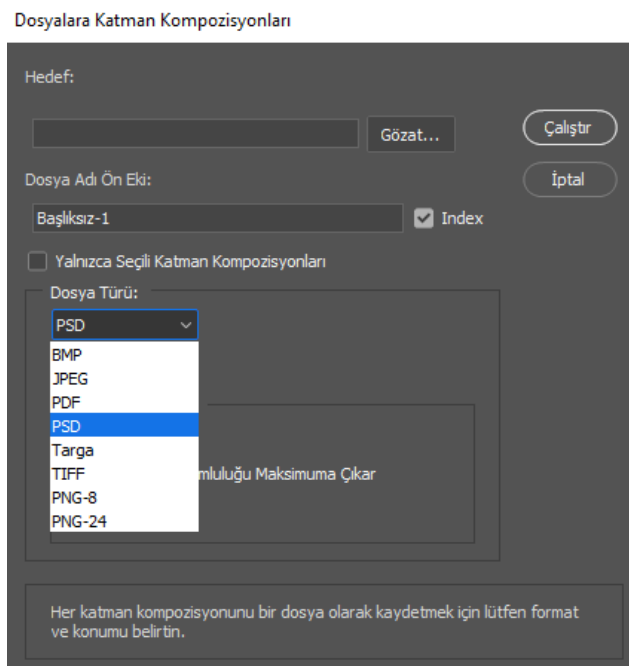 Dosyalara Katman Kompozisyonları
Hedef:
Gözat...
Çalıştır
Dosya Adı Ön Eki:
İptal
Başlıksız-1
Index
Yalnızca Seçili Katman Kompozisyonları
Dosya Türü:
PSD
BMP
JPEG
PDF
PSD
Targa
TIFF
mluluğu Maksimuma Çıkar
PNG-8
PNG-24
Her katman kompozisyonunu bir dosya olarak kaydetmek için lütfen format
ve konumu belirtin.